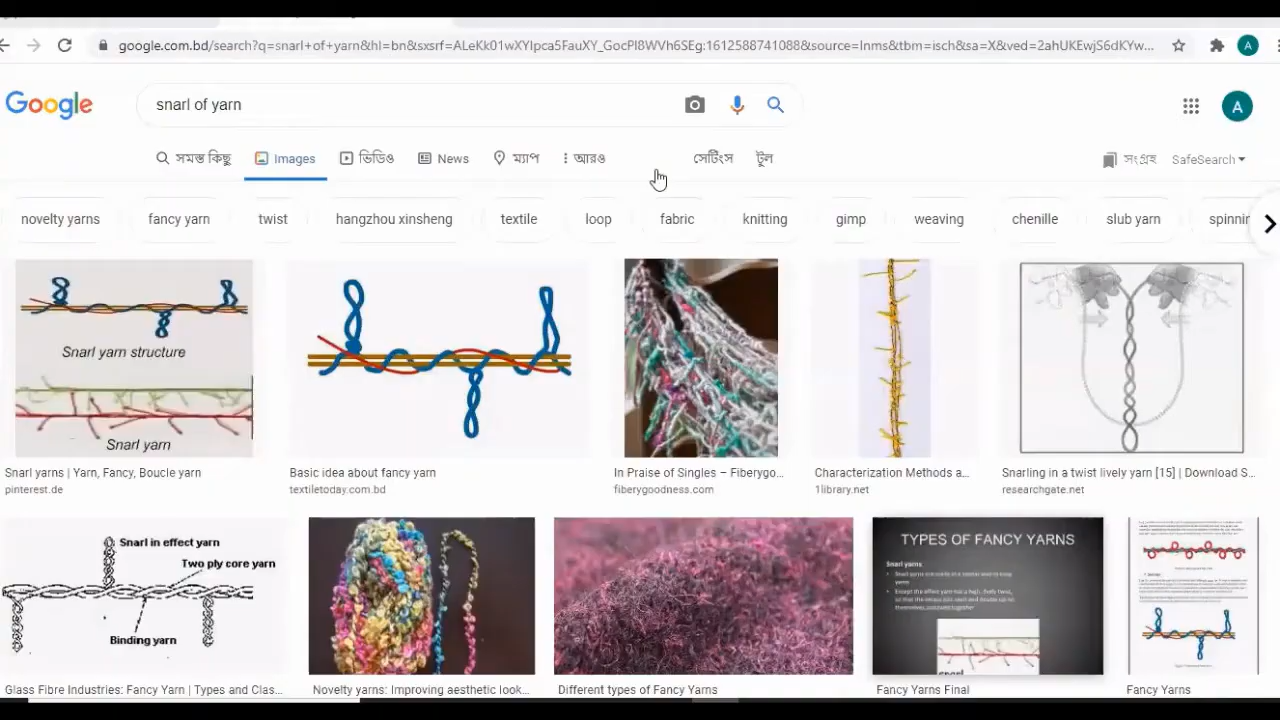 google.com.bd/search?q=snarl+of+yarn&hl=bn&sxsrf=ALeKk01wXYIpca5FauXY_GocPl8WVh6SEg:1612588741088&source=lnms&tbm=isch&sa=X&ved=2ahUKEwjS6dKYw...
A
Google
snarl of yarn
A
সমস্ত কিছু Images ভিডিও News ম্যাপ আরও সেটিংস টুল সংগ্রহ SafeSearch
novelty yarns fancy yarn twist hangzhou xinsheng textile loop fabric knitting gimp weaving chenille slub yarn spinnin
Snarl yarn structure
Snarl yarn
Snarl yarns | Yarn, Fancy, Boucle yarn
pinterest.de
Basic idea about fancy yarn
textiletoday.com.bd
In Praise of Singles – Fiberygo...
fiberygoodness.com
Characterization Methods a...
1library.net
Snarling in a twist lively yarn [15] | Download S...
researchgate.net
Snarl in effect yarn
Two ply core yarn
Binding yarn
TYPES OF FANCY YARNS
Snarl yarns
Glass Fibre Industries: Fancy Yarn | Types and Clas...
Novelty yarns: Improving aesthetic look...
Different types of Fancy Yarns
Fancy Yarns Final
Fancy Yarns